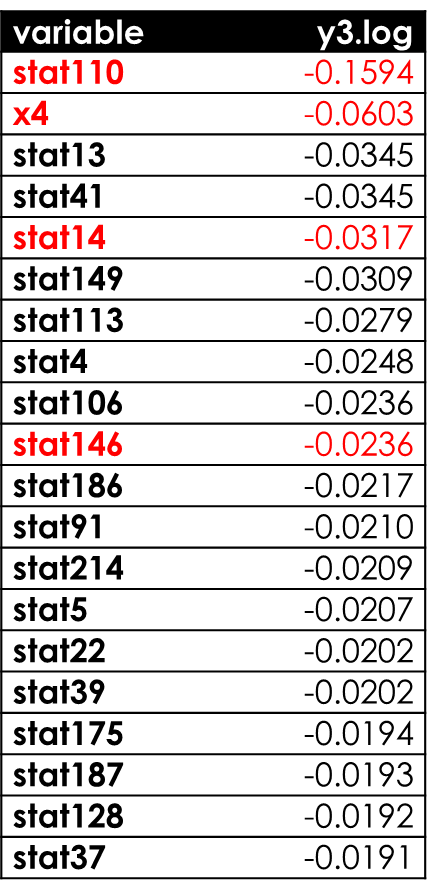 variable y3.log
stat110 -0.1594
x4 -0.0603
stat13 -0.0345
stat41 -0.0345
stat14 -0.0317
stat149 -0.0309
stat113 -0.0279
stat4 -0.0248
stat106 -0.0236
stat146 -0.0236
stat186 -0.0217
stat91 -0.0210
stat214 -0.0209
stat5 -0.0207
stat22 -0.0202
stat39 -0.0202
stat175 -0.0194
stat187 -0.0193
stat128 -0.0192
stat37 -0.0191